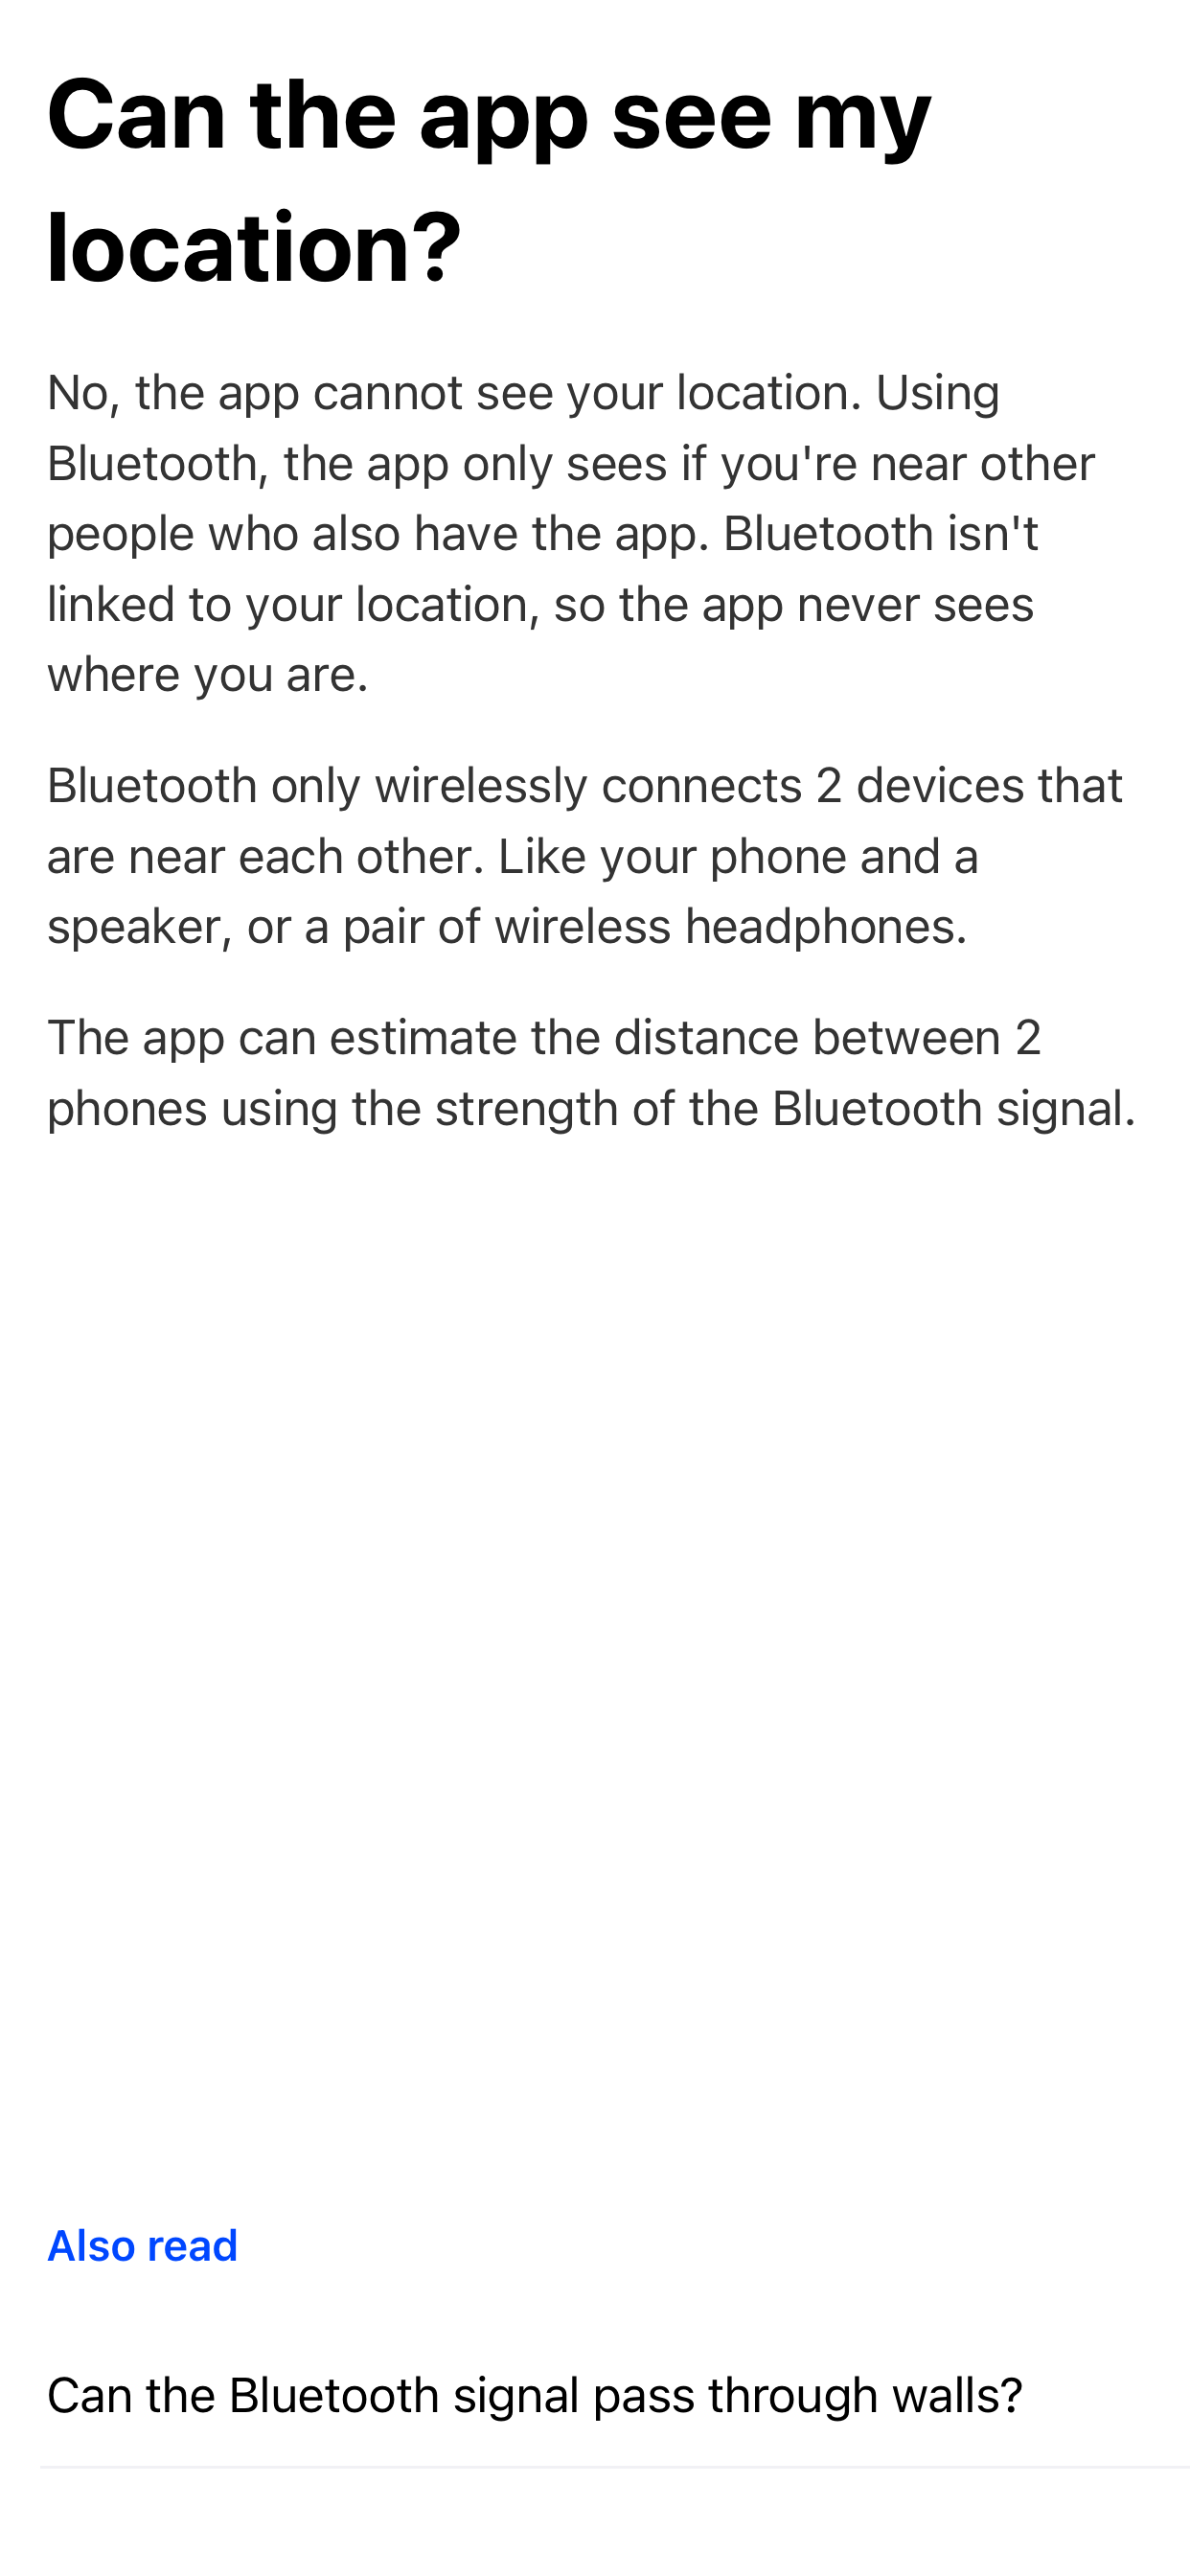 Can the app see my
location?
No, the app cannot see your location. Using
Bluetooth, the app only sees if you're near other
people who also have the app. Bluetooth isn't
linked to your location, so the app never sees
where you are.
Bluetooth only wirelessly connects 2 devices that
are near each other. Like your phone and a
speaker, or a pair of wireless headphones.
The app can estimate the distance between 2
phones using the strength of the Bluetooth signal.
Also read
Can the Bluetooth signal pass through walls?